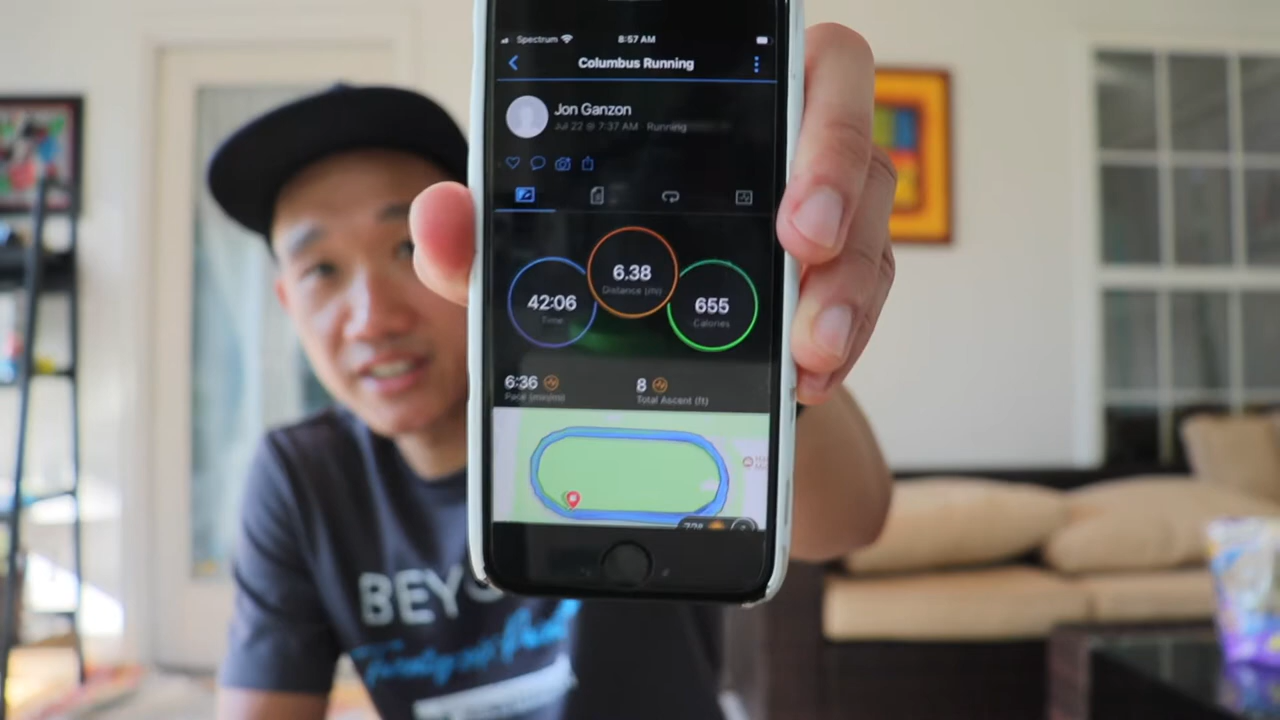 Spectrum 8:57 AM
Columbus Running
Jon Ganzon
Jul 22 @ 7:37 AM Running
6.38
Distance (mi)
42:06
Time
655
Calories
6:36
Pace (min/mi)
8
Total Ascent (ft)
BEYO